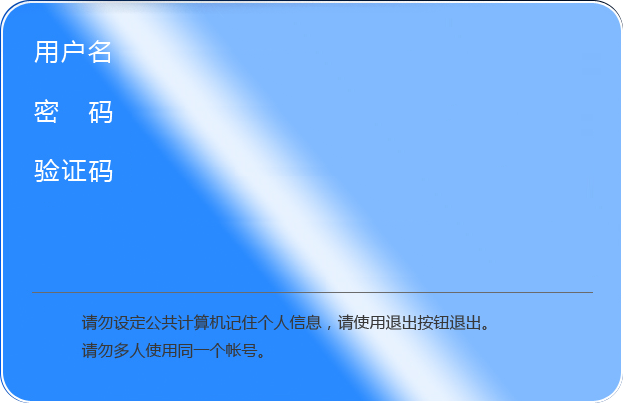 用户名
密 码
验证码
请勿设定公共计算机记住个人信息，请使用退出按钮退出。
请勿多人使用同一个帐号。